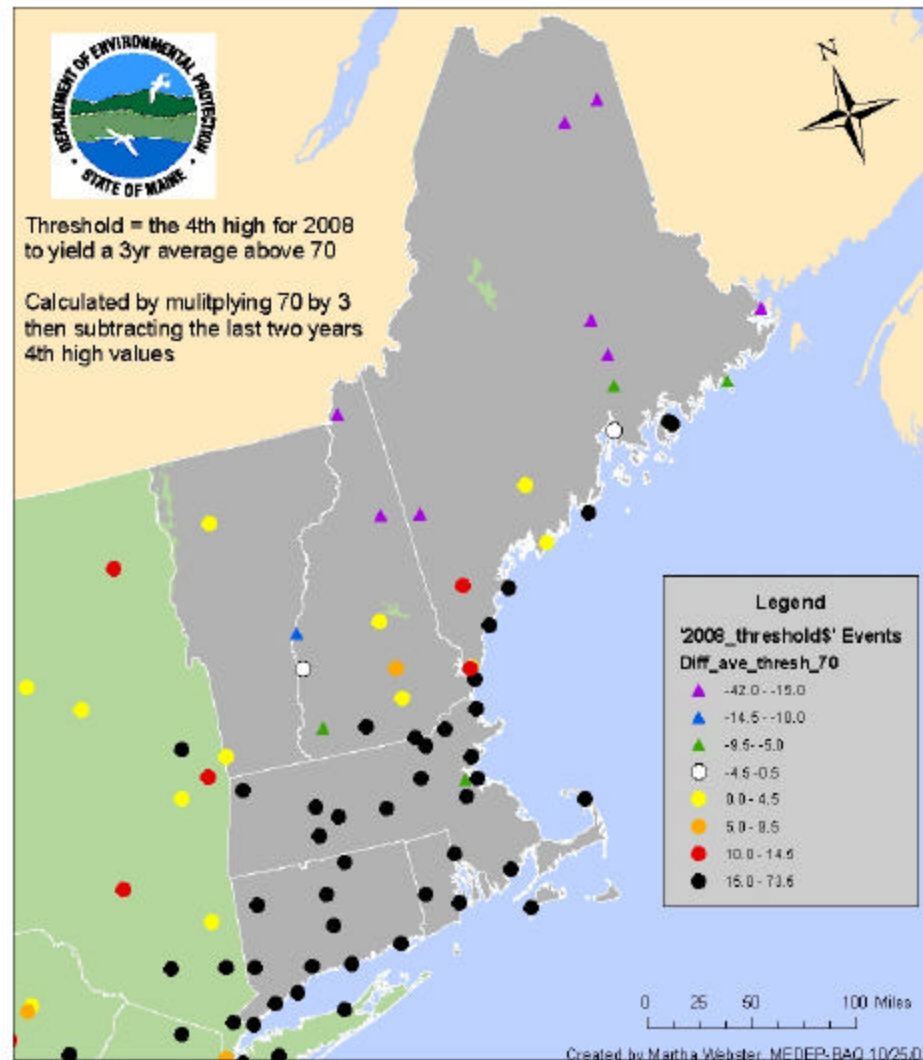 DEPARTMENT OF ENVIRONMENTAL PROTECTION
STATE OF MAINE
N
Threshold = the 4th high for 2008
to yield a 3yr average above 70
Calculated by mulitplying 70 by 3
then subtracting the last two years
4th high values
Legend
'2008_threshold$' Events
Diff_ave_thresh_70
-42.0 - -15.0
-14.5 - -10.0
-9.5 - -5.0
-4.5 -0.5
0.0 - 4.5
5.0 - 9.5
10.0 - 14.5
15.0 - 73.5
0 25 50 100 Miles
Created by Martha Webster MEDEP-BAQ